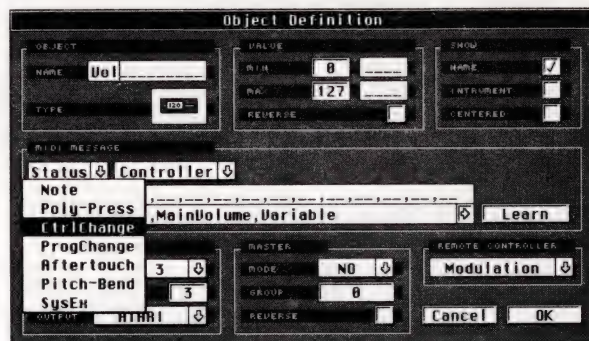 Object Definition
OBJECT
NAME Vol
TYPE 120
VALUE
MIN 0
MAX 127
REVERSE
SHOW
NAME
INTRUMENT
CENTERED
MIDI MESSAGE
Status Controller
Note
Poly-Press
CtrlChange
ProgChange
Aftertouch
Pitch-Bend
SysEx
,MainVolume,Variable
Learn
3
3
OUTPUT ATARI
MASTER
MODE NO
GROUP 0
REVERSE
REMOTE CONTROLLER
Modulation
Cancel OK